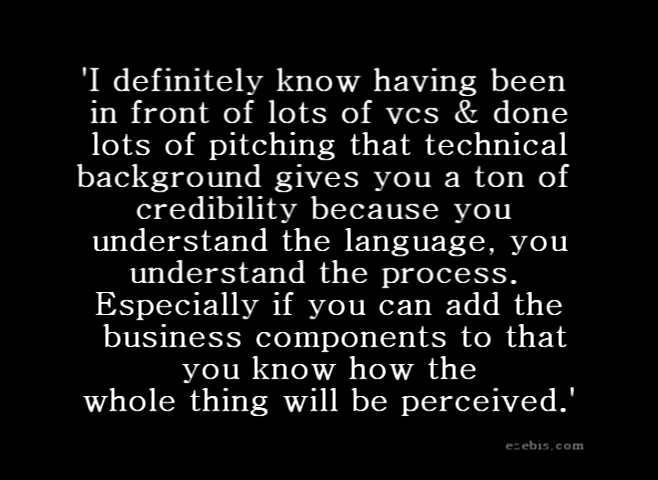 'I definitely know having been
in front of lots of vcs & done
lots of pitching that technical
background gives you a ton of
credibility because you
understand the language, you
understand the process.
Especially if you can add the
business components to that
you know how the
whole thing will be perceived.'
ezebis.com